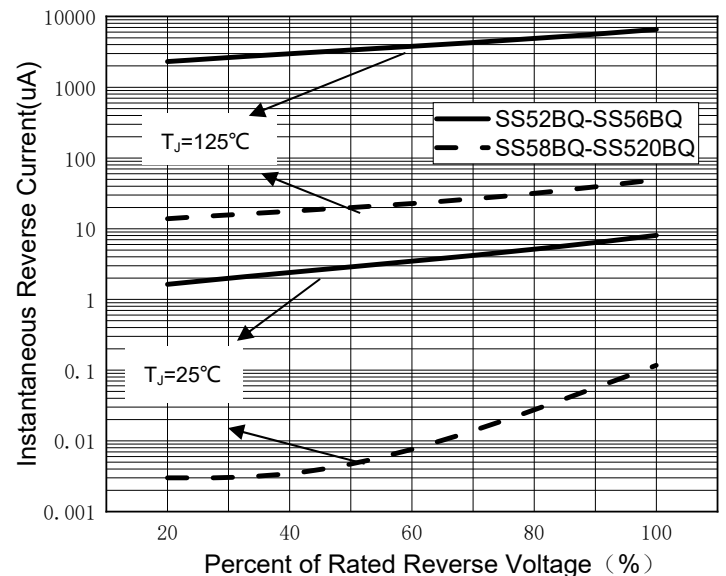 10000
1000
100
10
1
0.1
0.01
0.001
Instantaneous Reverse Current(uA)
SS52BQ-SS56BQ
SS58BQ-SS520BQ
TJ=125℃
TJ=25℃
20 40 60 80 100
Percent of Rated Reverse Voltage（%）